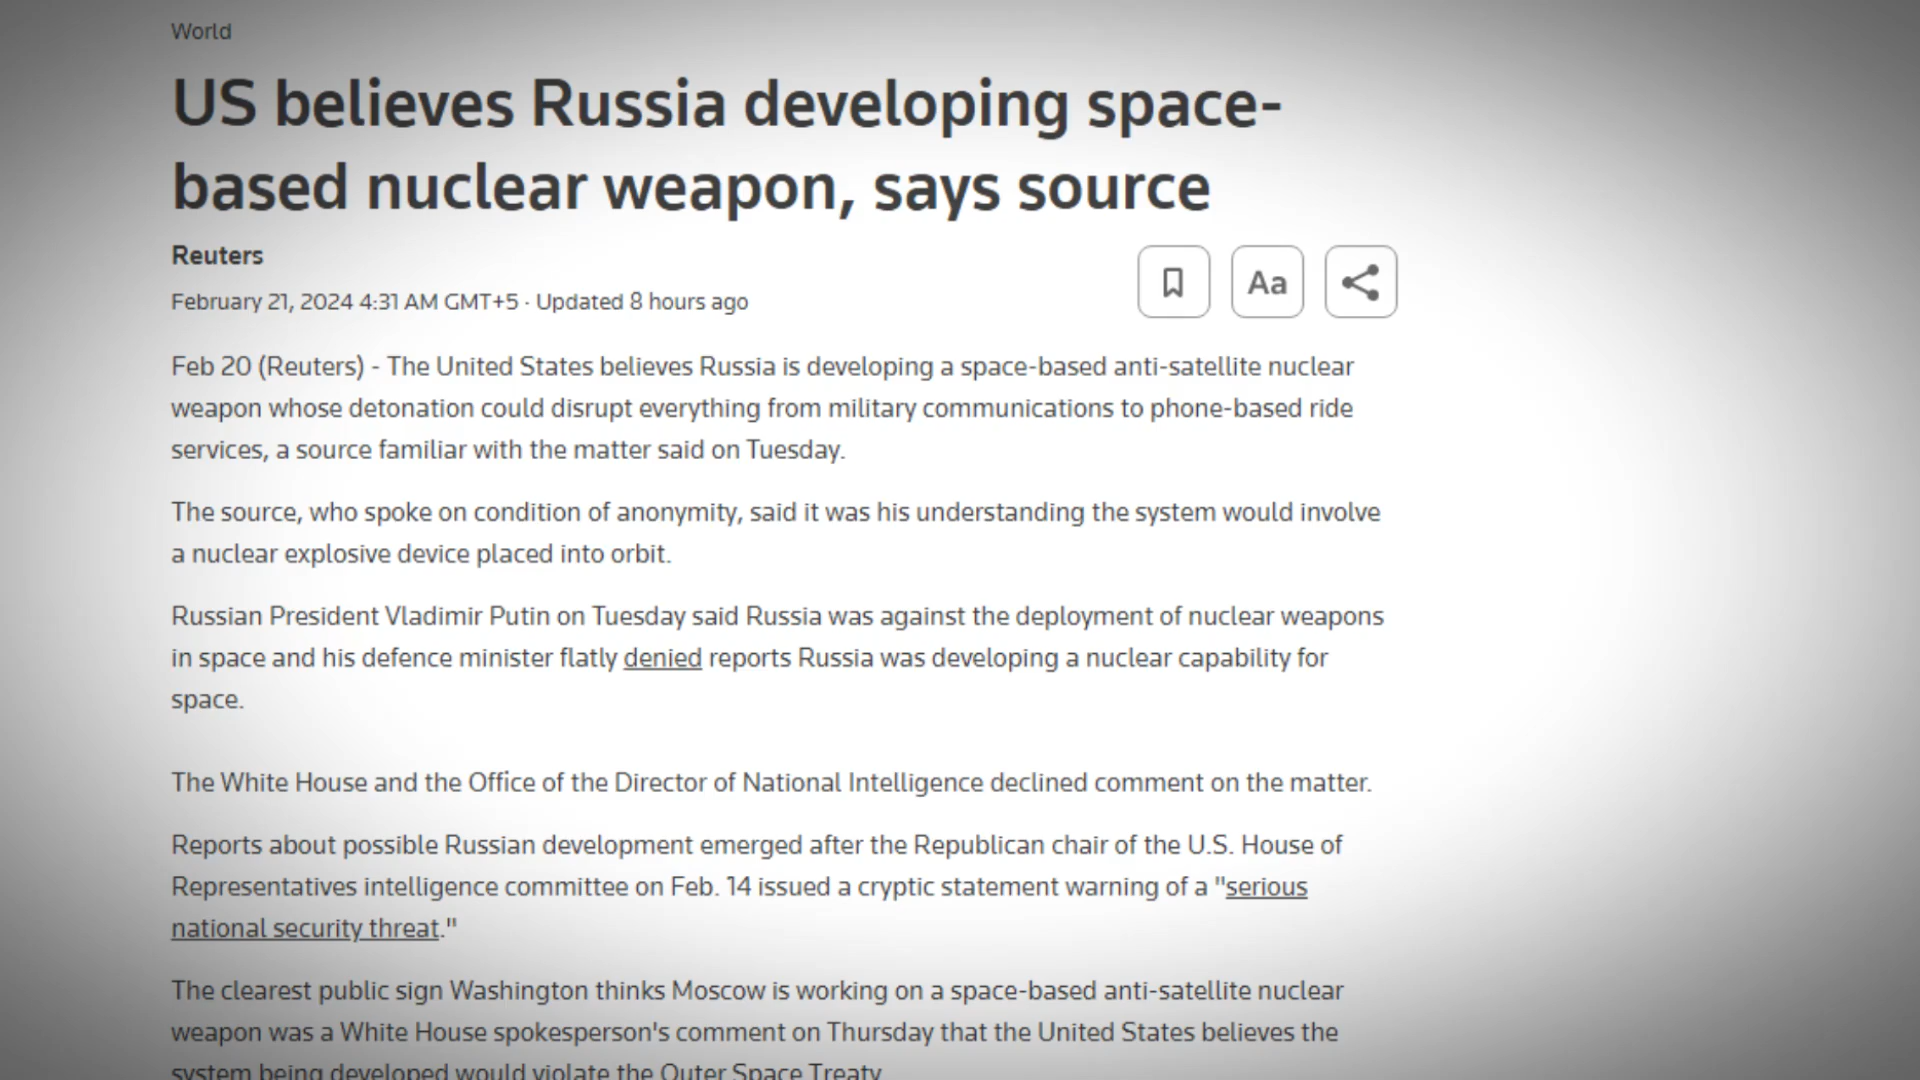 World
US believes Russia developing space-
based nuclear weapon, says source
Reuters
February 21, 2024 4:31 AM GMT+5 · Updated 8 hours ago
Aa
Feb 20 (Reuters) - The United States believes Russia is developing a space-based anti-satellite nuclear
weapon whose detonation could disrupt everything from military communications to phone-based ride
services, a source familiar with the matter said on Tuesday.
The source, who spoke on condition of anonymity, said it was his understanding the system would involve
a nuclear explosive device placed into orbit.
Russian President Vladimir Putin on Tuesday said Russia was against the deployment of nuclear weapons
in space and his defence minister flatly denied reports Russia was developing a nuclear capability for
space.
The White House and the Office of the Director of National Intelligence declined comment on the matter.
Reports about possible Russian development emerged after the Republican chair of the U.S. House of
Representatives intelligence committee on Feb. 14 issued a cryptic statement warning of a "serious
national security threat."
The clearest public sign Washington thinks Moscow is working on a space-based anti-satellite nuclear
weapon was a White House spokesperson's comment on Thursday that the United States believes the
system being developed would violate the Outer Space Treaty